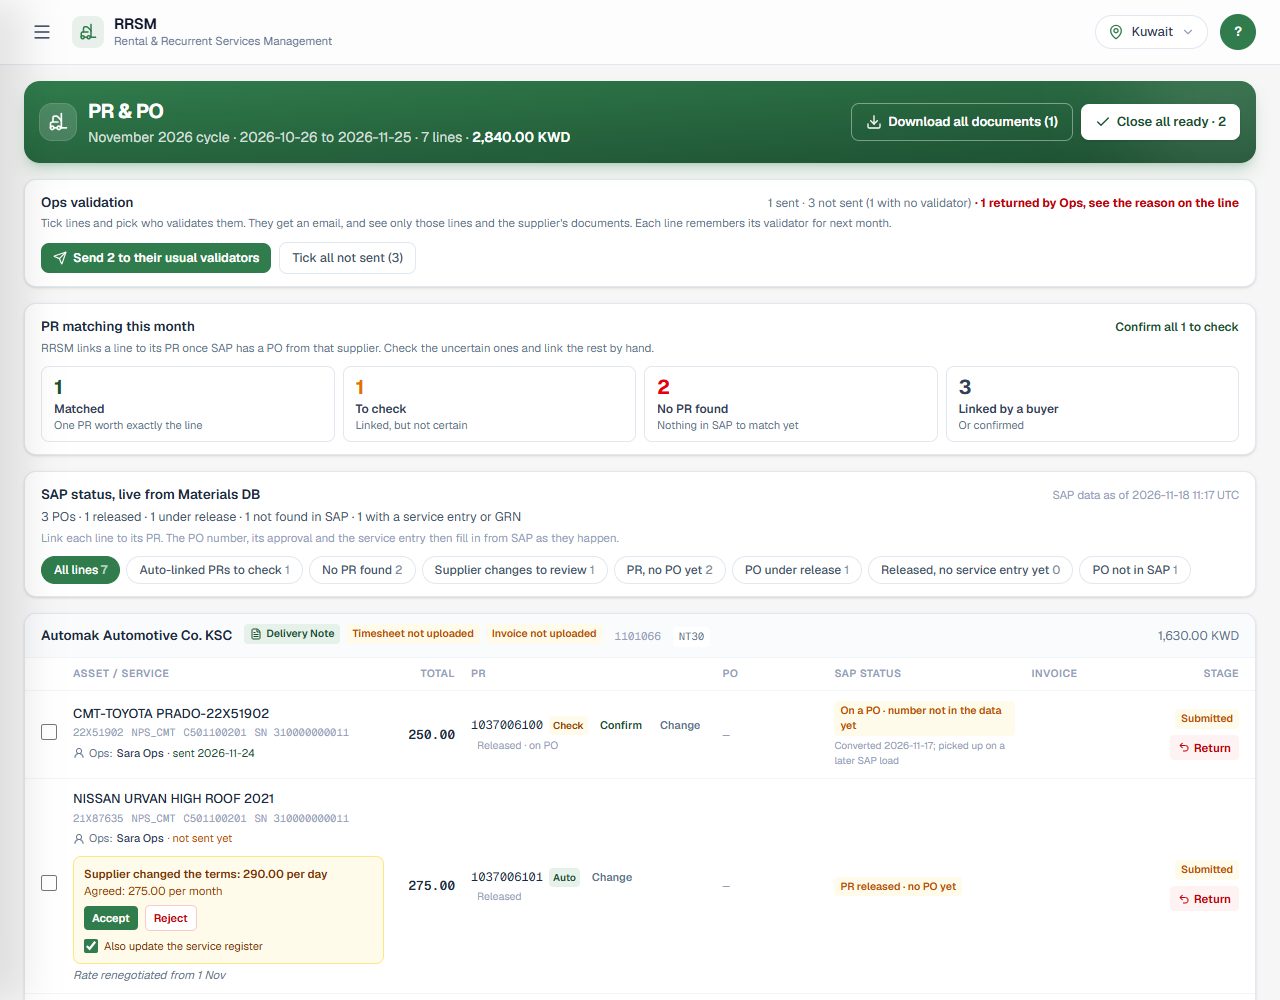 RRSM
Rental & Recurrent Services Management
Kuwait
?
PR & PO
November 2026 cycle · 2026-10-26 to 2026-11-25 · 7 lines · 2,840.00 KWD
Download all documents (1)
Close all ready · 2
Ops validation
1 sent · 3 not sent (1 with no validator) · 1 returned by Ops, see the reason on the line
Tick lines and pick who validates them. They get an email, and see only those lines and the supplier's documents. Each line remembers its validator for next month.
Send 2 to their usual validators
Tick all not sent (3)
PR matching this month
Confirm all 1 to check
RRSM links a line to its PR once SAP has a PO from that supplier. Check the uncertain ones and link the rest by hand.
1
Matched
One PR worth exactly the line
1
To check
Linked, but not certain
2
No PR found
Nothing in SAP to match yet
3
Linked by a buyer
Or confirmed
SAP status, live from Materials DB
SAP data as of 2026-11-18 11:17 UTC
3 POs · 1 released · 1 under release · 1 not found in SAP · 1 with a service entry or GRN
Link each line to its PR. The PO number, its approval and the service entry then fill in from SAP as they happen.
All lines 7
Auto-linked PRs to check 1
No PR found 2
Supplier changes to review 1
PR, no PO yet 2
PO under release 1
Released, no service entry yet 0
PO not in SAP 1
Automak Automotive Co. KSC
Delivery Note
Timesheet not uploaded
Invoice not uploaded
1101066
NT30
1,630.00 KWD
ASSET / SERVICE
TOTAL
PR
PO
SAP STATUS
INVOICE
STAGE
CMT-TOYOTA PRADO-22X51902
22X51902 NPS_CMT C501100201 SN 310000000011
Ops: Sara Ops · sent 2026-11-24
250.00
1037006100 Check Confirm Change
Released · on PO
—
On a PO · number not in the data
yet
Converted 2026-11-17; picked up on a
later SAP load
Submitted
Return
NISSAN URVAN HIGH ROOF 2021
21X87635 NPS_CMT C501100201 SN 310000000011
Ops: Sara Ops · not sent yet
Supplier changed the terms: 290.00 per day
Agreed: 275.00 per month
Accept
Reject
Also update the service register
Rate renegotiated from 1 Nov
275.00
1037006101 Auto Change
Released
—
PR released · no PO yet
Submitted
Return